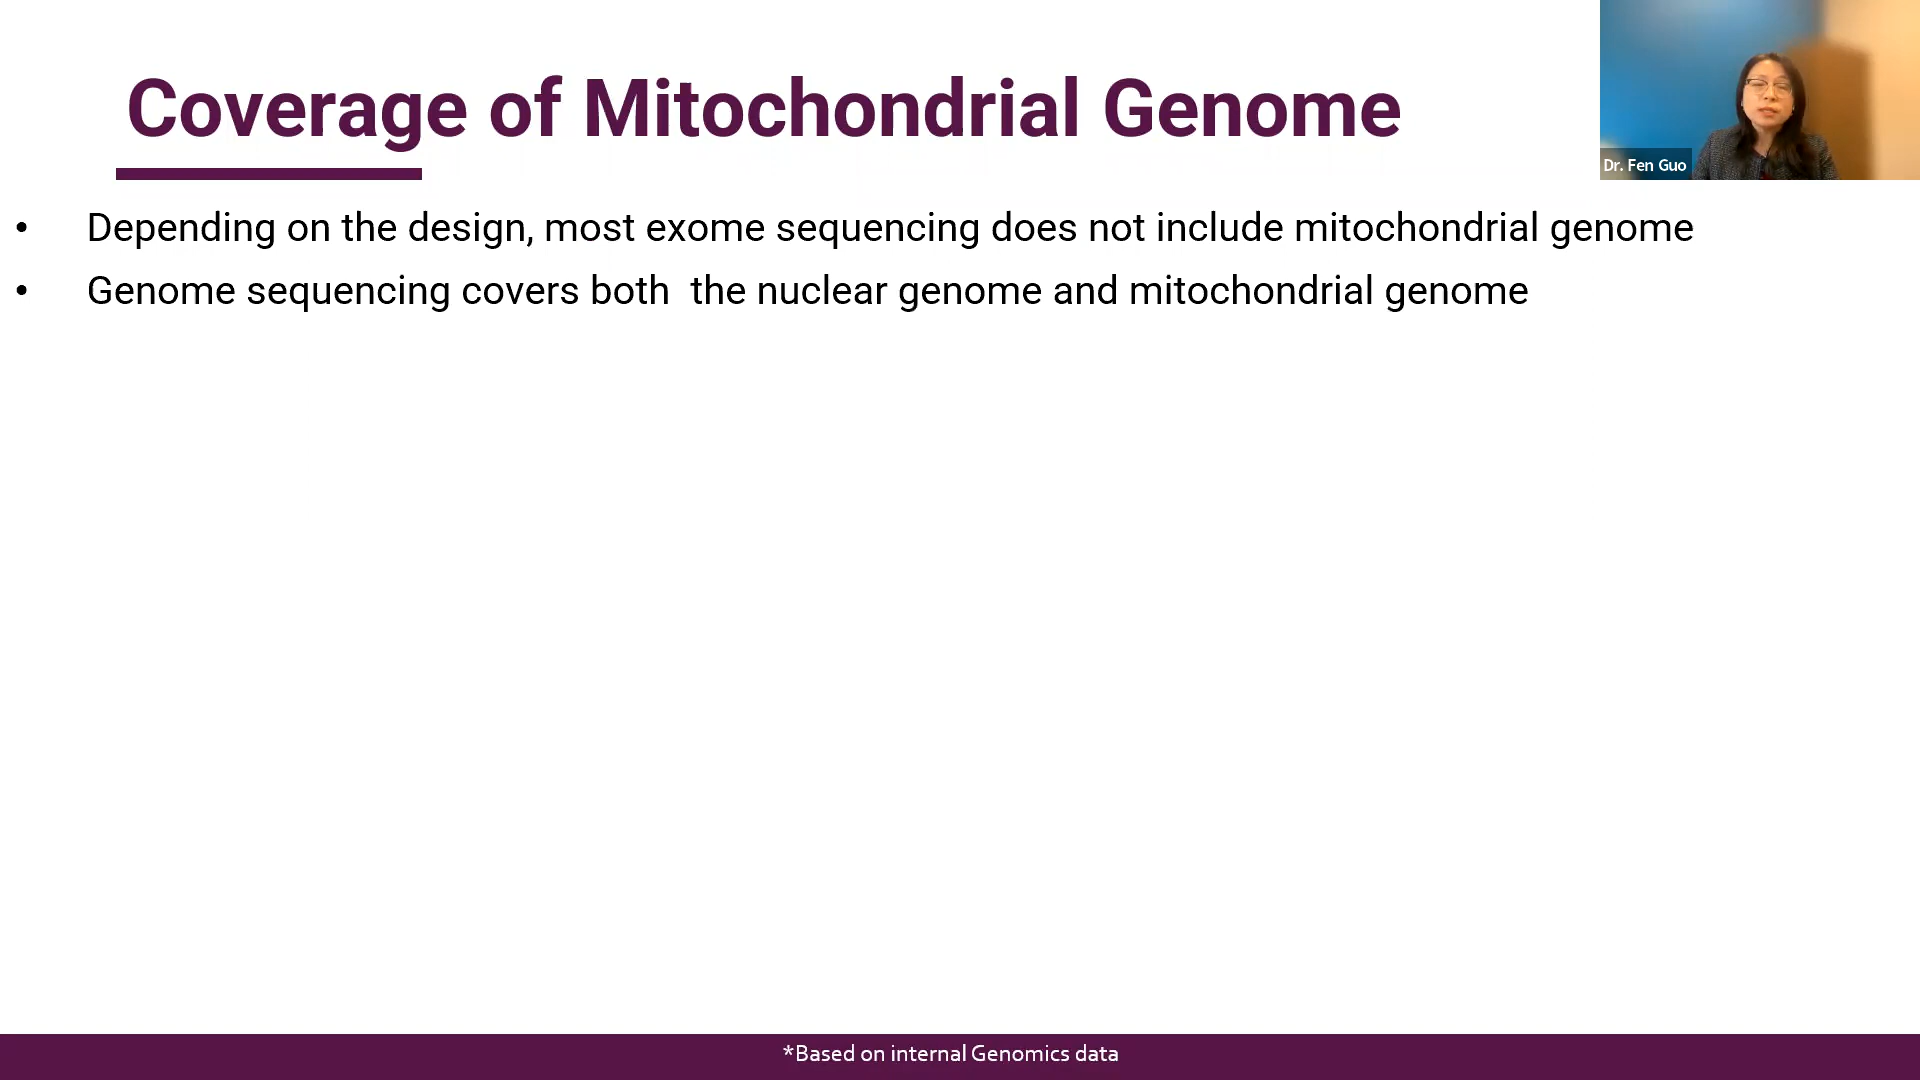 Coverage of Mitochondrial Genome
Dr. Fen Guo
• Depending on the design, most exome sequencing does not include mitochondrial genome
• Genome sequencing covers both  the nuclear genome and mitochondrial genome
*Based on internal Genomics data